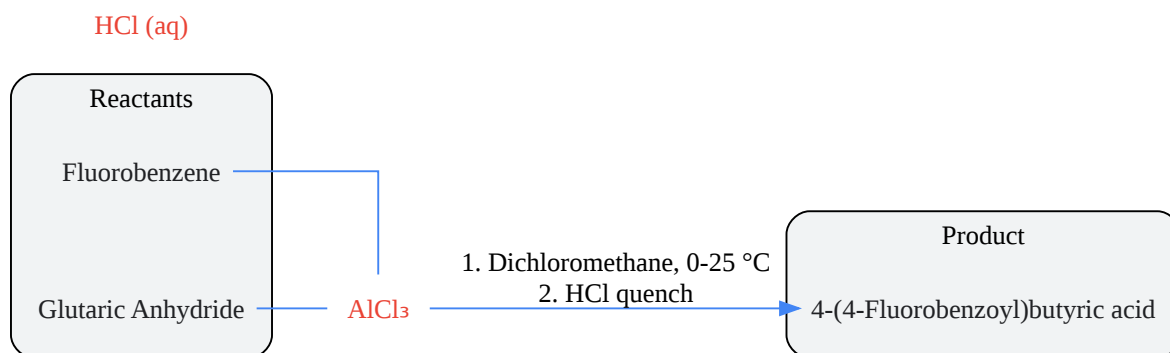 HCl (aq)
Reactants
Fluorobenzene
Product
1. Dichloromethane, 0-25 °C
2. HCl quench
Glutaric Anhydride
AlCl₃
4-(4-Fluorobenzoyl)butyric acid